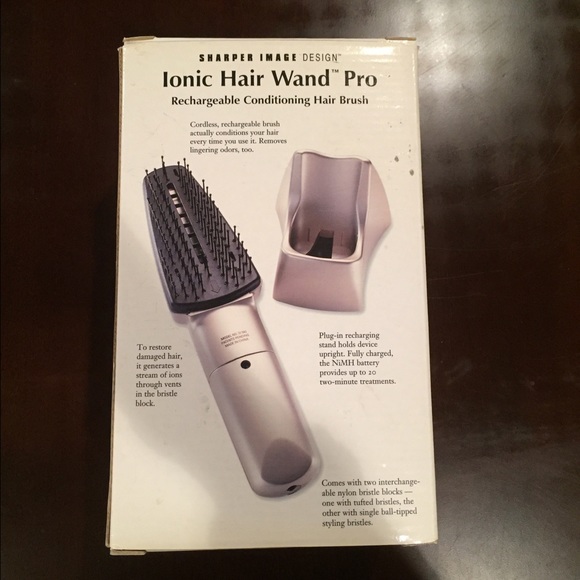 SHARPER IMAGE DESIGN™
Ionic Hair Wand™ Pro
Rechargeable Conditioning Hair Brush
Cordless, rechargeable brush
actually conditions your hair
every time you use it. Removes
lingering odors, too.
To restore
damaged hair,
it generates a
stream of ions
through vents
in the bristle
block.
Plug-in recharging
stand holds device
upright. Fully charged,
the NiMH battery
provides up to 20
two-minute treatments.
Comes with two interchange-
able nylon bristle blocks —
one with tufted bristles, the
other with single ball-tipped
styling bristles.